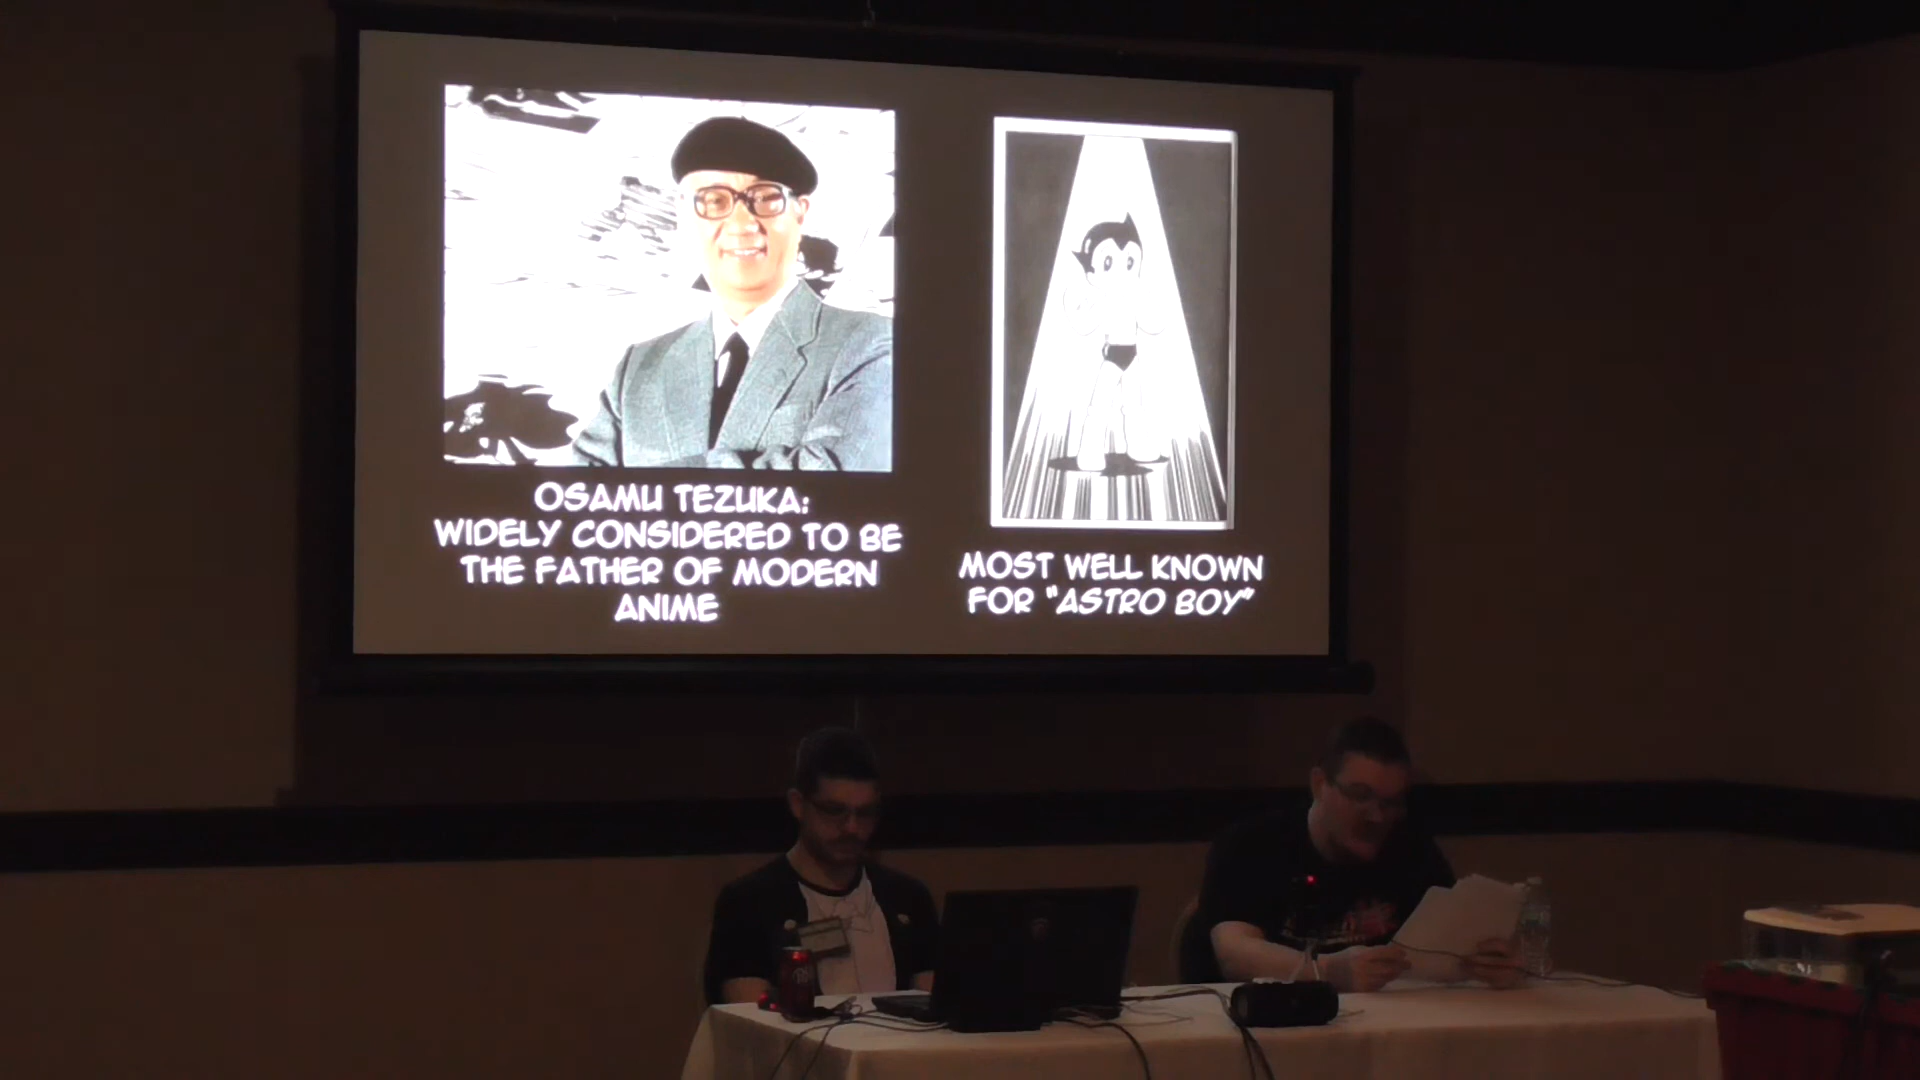 OSAMU TEZUKA:
WIDELY CONSIDERED TO BE
THE FATHER OF MODERN
ANIME
MOST WELL KNOWN
FOR "ASTRO BOY"